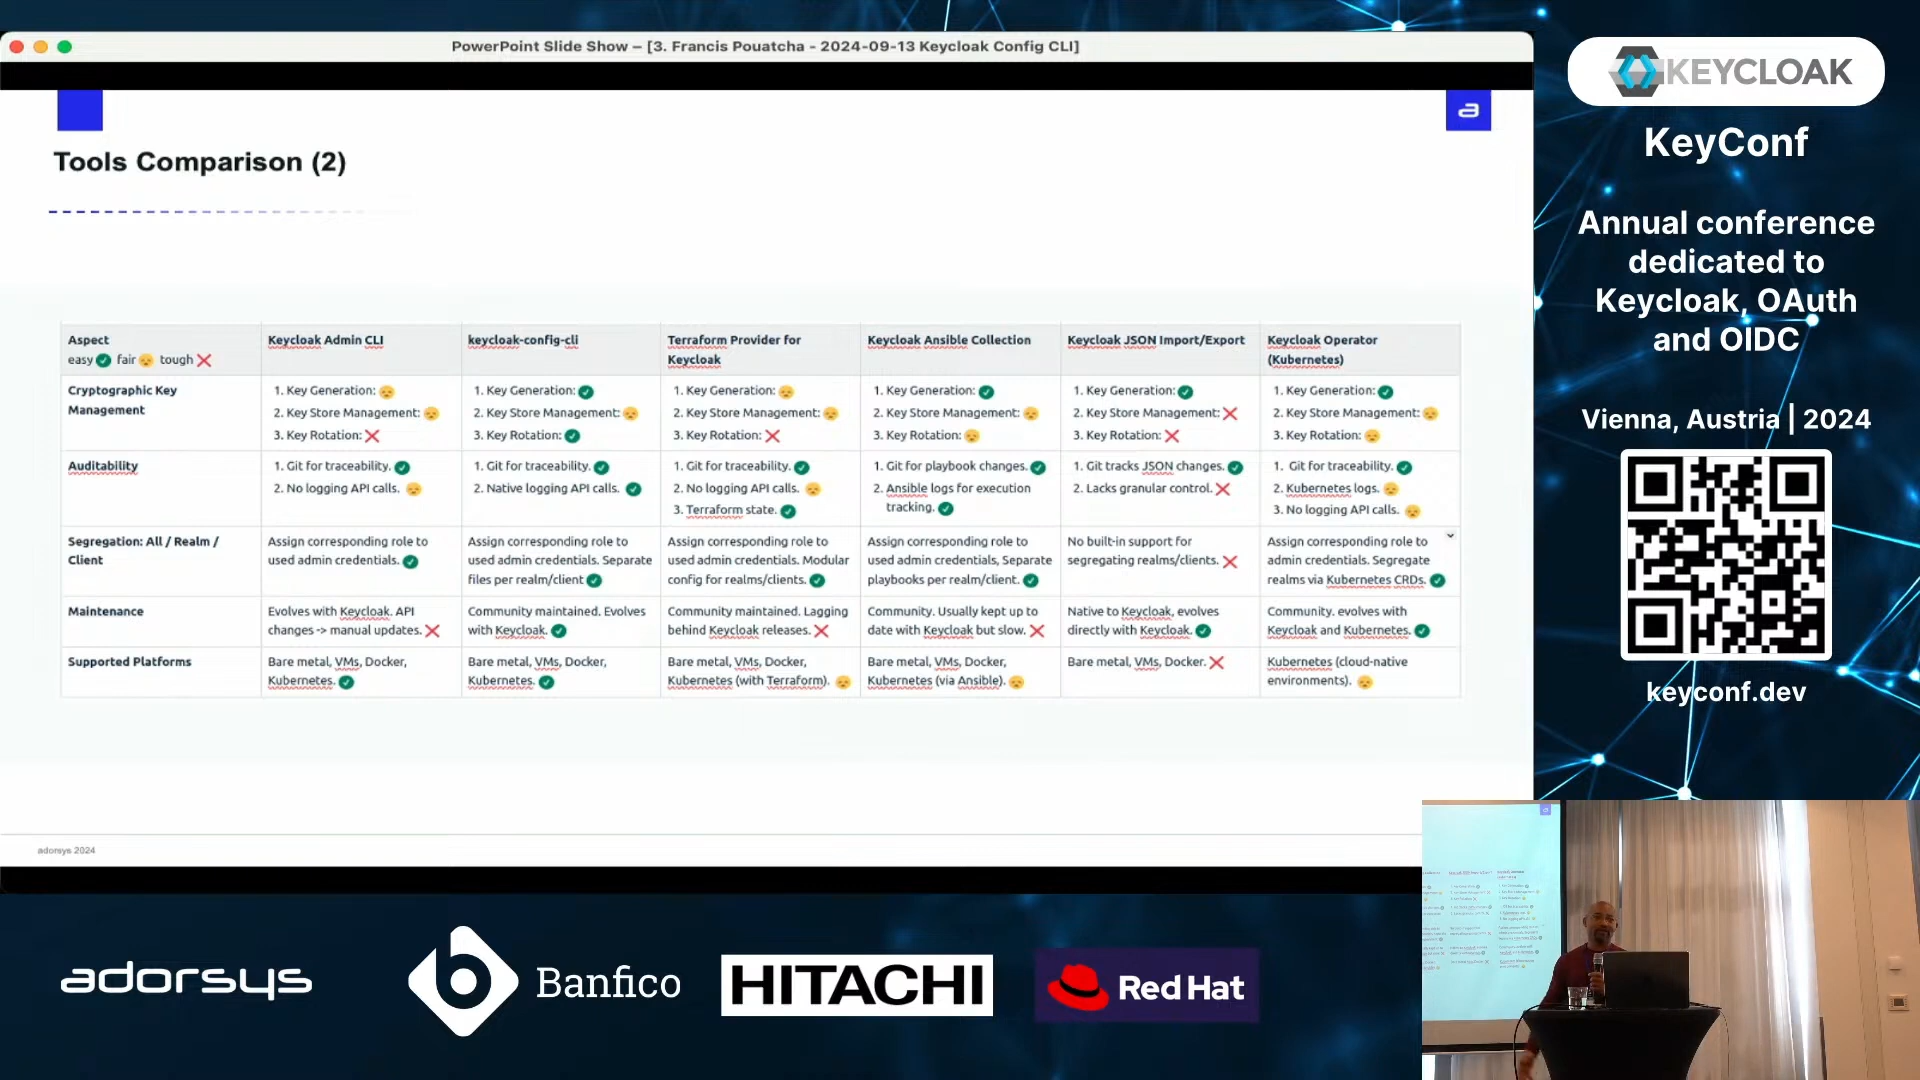 PowerPoint Slide Show – [3. Francis Pouatcha - 2024-09-13 Keycloak Config CLI]
a
Tools Comparison (2)
Aspect
easy ✅ fair 😞 tough ❌
Keycloak Admin CLI
keycloak-config-cli
Terraform Provider for
Keycloak
Keycloak Ansible Collection
Keycloak JSON Import/Export
Keycloak Operator
(Kubernetes)
Cryptographic Key
Management
1. Key Generation: 😞
2. Key Store Management: 😞
3. Key Rotation: ❌
1. Key Generation: ✅
2. Key Store Management: 😞
3. Key Rotation: ✅
1. Key Generation: 😞
2. Key Store Management: 😞
3. Key Rotation: ❌
1. Key Generation: ✅
2. Key Store Management: 😞
3. Key Rotation: 😞
1. Key Generation: ✅
2. Key Store Management: ❌
3. Key Rotation: ❌
1. Key Generation: ✅
2. Key Store Management: 😞
3. Key Rotation: 😞
Auditability
1. Git for traceability. ✅
2. No logging API calls. 😞
1. Git for traceability. ✅
2. Native logging API calls. ✅
1. Git for traceability. ✅
2. No logging API calls. 😞
3. Terraform state. ✅
1. Git for playbook changes. ✅
2. Ansible logs for execution
tracking. ✅
1. Git tracks JSON changes. ✅
2. Lacks granular control. ❌
1. Git for traceability. ✅
2. Kubernetes logs. 😞
3. No logging API calls. 😞
Segregation: All / Realm /
Client
Assign corresponding role to
used admin credentials. ✅
Assign corresponding role to
used admin credentials. Separate
files per realm/client ✅
Assign corresponding role to
used admin credentials. Modular
config for realms/clients. ✅
Assign corresponding role to
used admin credentials, Separate
playbooks per realm/client. ✅
No built-in support for
segregating realms/clients. ❌
Assign corresponding role to
admin credentials. Segregate
realms via Kubernetes CRDs. ✅
Maintenance
Evolves with Keycloak. API
changes -> manual updates. ❌
Community maintained. Evolves
with Keycloak. ✅
Community maintained. Lagging
behind Keycloak releases. ❌
Community. Usually kept up to
date with Keycloak but slow. ❌
Native to Keycloak, evolves
directly with Keycloak. ✅
Community. evolves with
Keycloak and Kubernetes. ✅
Supported Platforms
Bare metal, VMs, Docker,
Kubernetes. ✅
Bare metal, VMs, Docker,
Kubernetes. ✅
Bare metal, VMs, Docker,
Kubernetes (with Terraform). 😞
Bare metal, VMs, Docker,
Kubernetes (via Ansible). 😞
Bare metal, VMs, Docker. ❌
Kubernetes (cloud-native
environments). 😞
adorsys 2024
KEYCLOAK
KeyConf
Annual conference
dedicated to
Keycloak, OAuth
and OIDC
Vienna, Austria | 2024
keyconf.dev
adorsys
Banfico
HITACHI
Red Hat